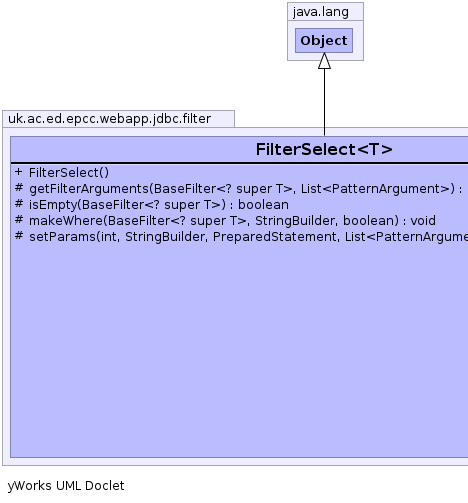 java.lang
Object
uk.ac.ed.epcc.webapp.jdbc.filter
FilterSelect<T>
+ FilterSelect()
# getFilterArguments(BaseFilter<? super T>, List<PatternArgument>) :
# isEmpty(BaseFilter<? super T>) : boolean
# makeWhere(BaseFilter<? super T>, StringBuilder, boolean) : void
# setParams(int, StringBuilder, PreparedStatement, List<PatternArgume
yWorks UML Doclet